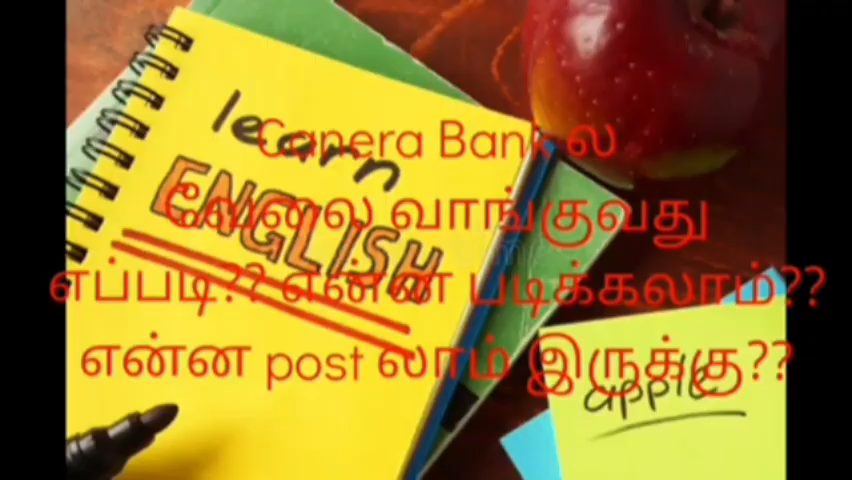 Canera Bank ல
வேலை வாங்குவது
எப்படி?? என்ன படிக்கலாம்??
என்ன post லாம் இருக்கு??
learn
ENGLISH
apple